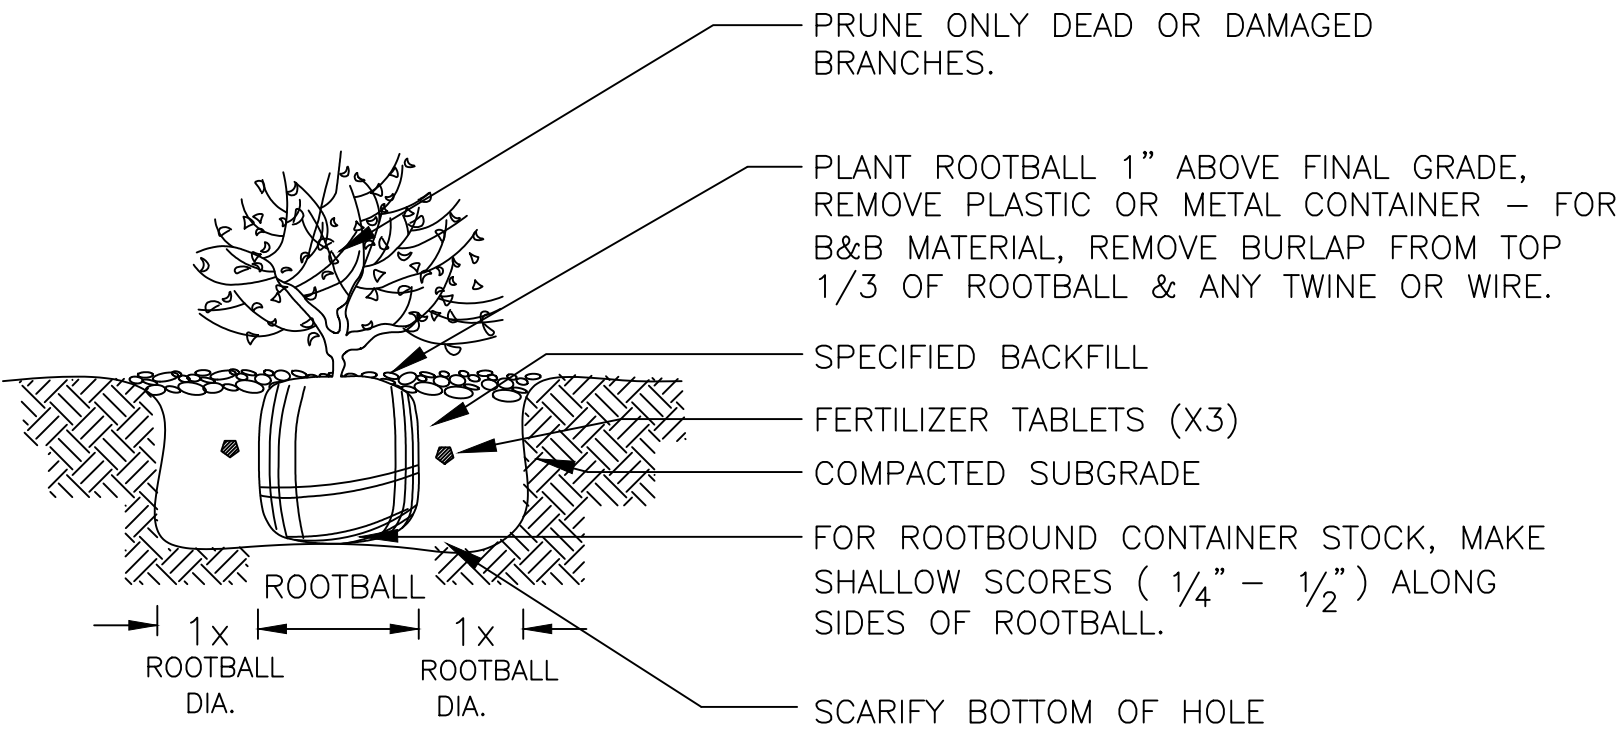 PRUNE ONLY DEAD OR DAMAGED
BRANCHES.
PLANT ROOTBALL 1” ABOVE FINAL GRADE,
REMOVE PLASTIC OR METAL CONTAINER – FOR
B&B MATERIAL, REMOVE BURLAP FROM TOP
1/3 OF ROOTBALL & ANY TWINE OR WIRE.
SPECIFIED BACKFILL
FERTILIZER TABLETS (X3)
COMPACTED SUBGRADE
FOR ROOTBOUND CONTAINER STOCK, MAKE
SHALLOW SCORES ( 1/4” – 1/2” ) ALONG
SIDES OF ROOTBALL.
SCARIFY BOTTOM OF HOLE
ROOTBALL
1x
ROOTBALL
DIA.
1x
ROOTBALL
DIA.